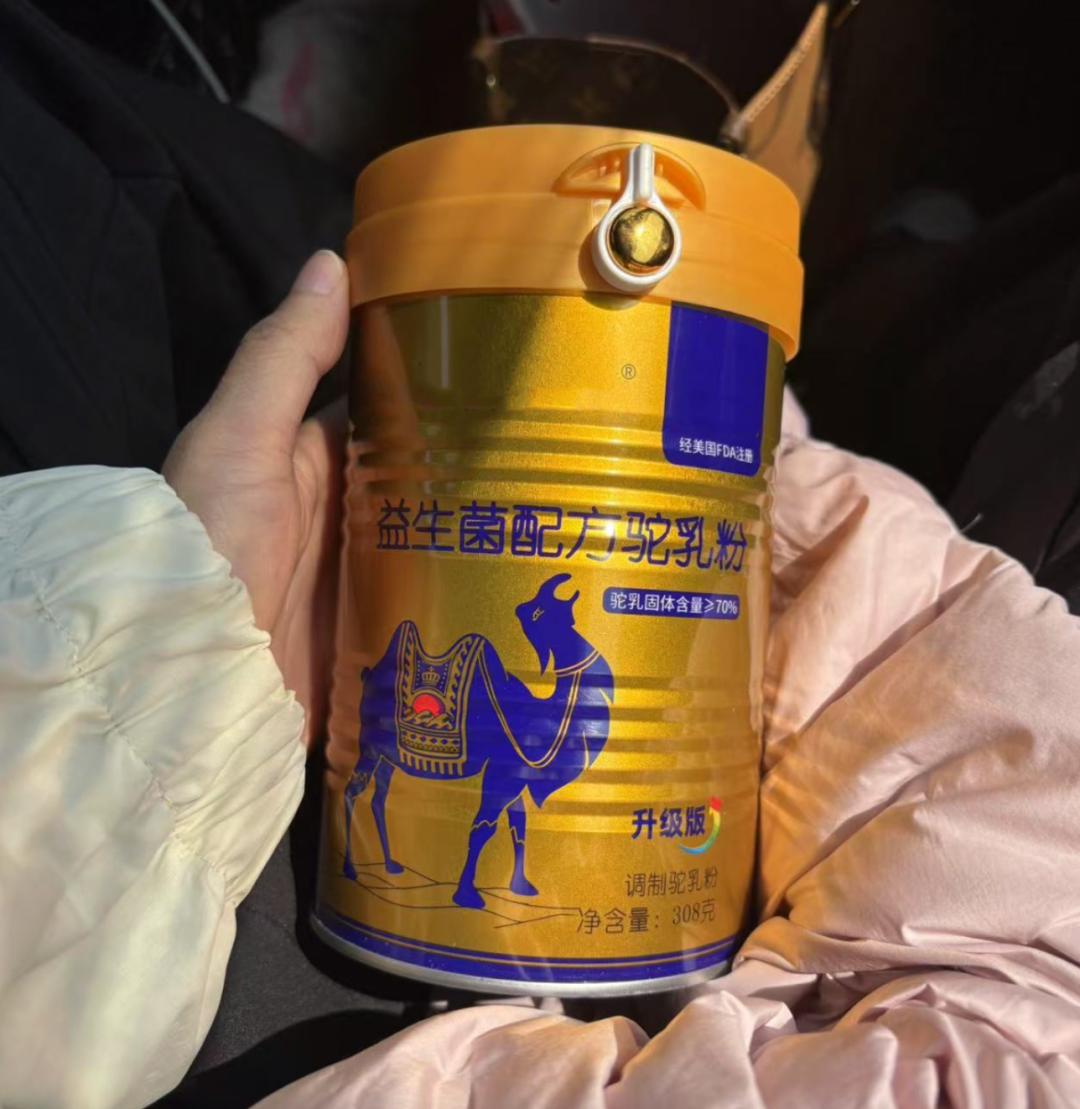 ®
经美国FDA注册
益生菌配方驼乳粉
驼乳固体含量≥70%
升级版
调制驼乳粉
净含量：308克